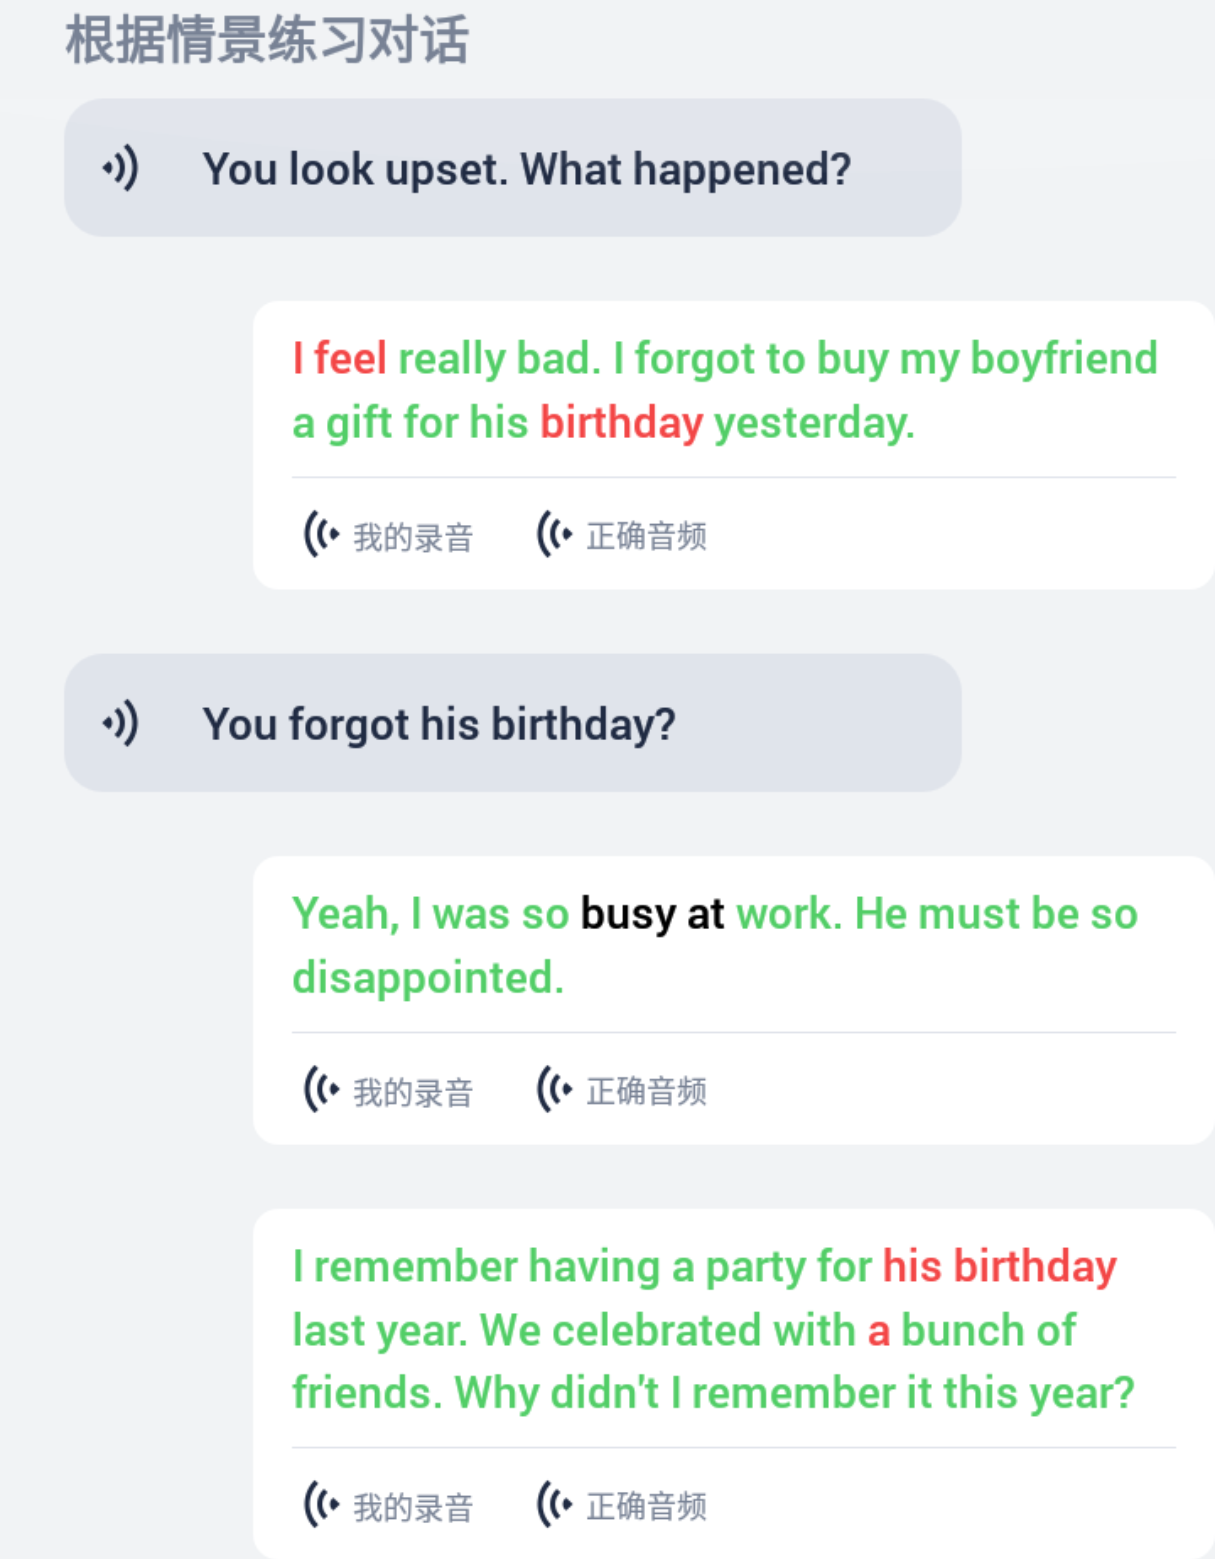 根据情景练习对话
You look upset. What happened?
I feel really bad. I forgot to buy my boyfriend
a gift for his birthday yesterday.
我的录音 正确音频
You forgot his birthday?
Yeah, I was so busy at work. He must be so
disappointed.
我的录音 正确音频
I remember having a party for his birthday
last year. We celebrated with a bunch of
friends. Why didn't I remember it this year?
我的录音 正确音频